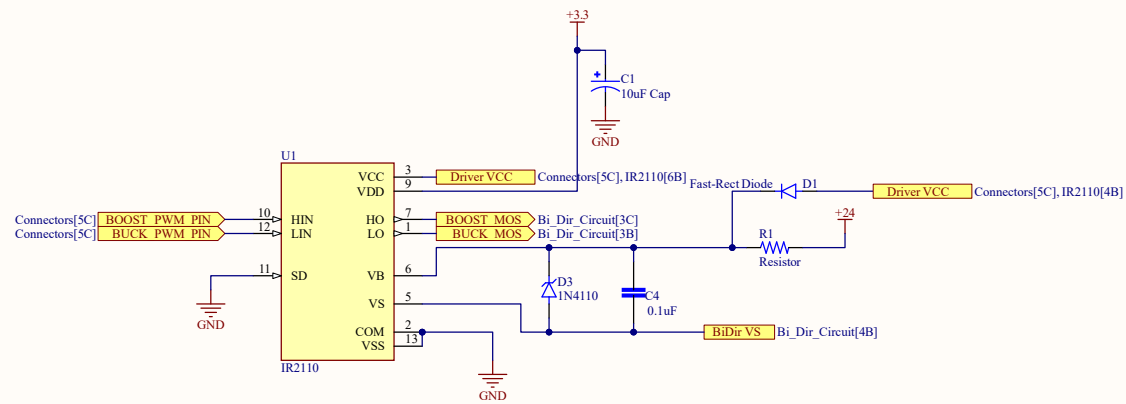 +3.3
C1
10uF Cap
GND
U1
VCC 3 Driver VCC Connectors[5C], IR2110[6B]
VDD 9
Fast-Rect Diode D1 Driver VCC Connectors[5C], IR2110[4B]
Connectors[5C] BOOST_PWM_PIN 10 HIN HO 7 BOOST_MOS Bi_Dir_Circuit[3C]
+24
Connectors[5C] BUCK_PWM_PIN 12 LIN LO 1 BUCK_MOS Bi_Dir_Circuit[3B]
R1
Resistor
11 SD VB 6
D3
1N4110
C4
0.1uF
VS 5
GND
COM 2 BiDir VS Bi_Dir_Circuit[4B]
VSS 13
IR2110
GND